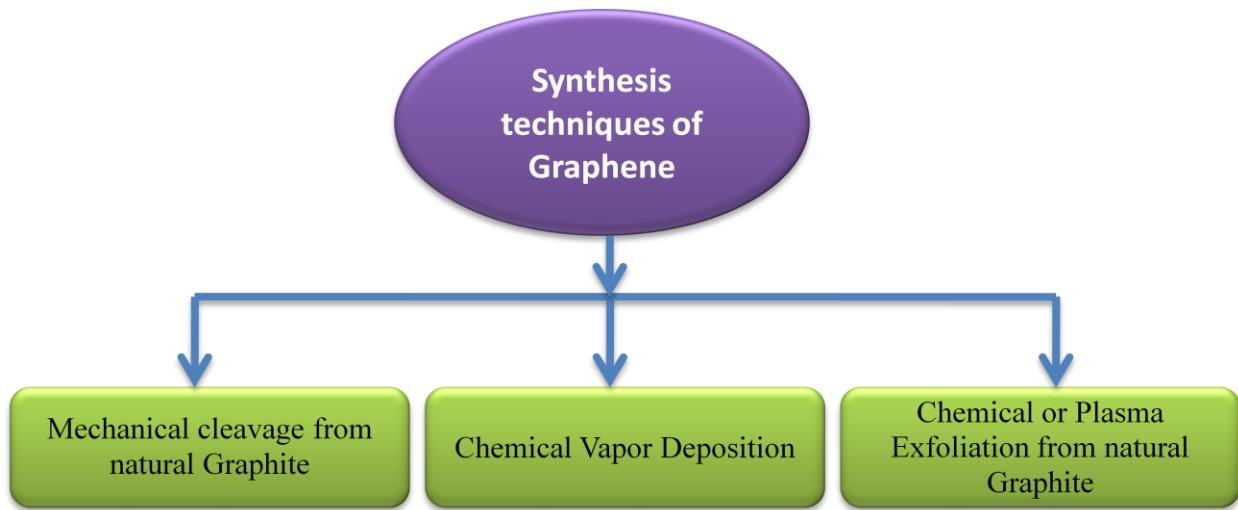 Synthesis
techniques of
Graphene
Mechanical cleavage from
natural Graphite
Chemical Vapor Deposition
Chemical or Plasma
Exfoliation from natural
Graphite